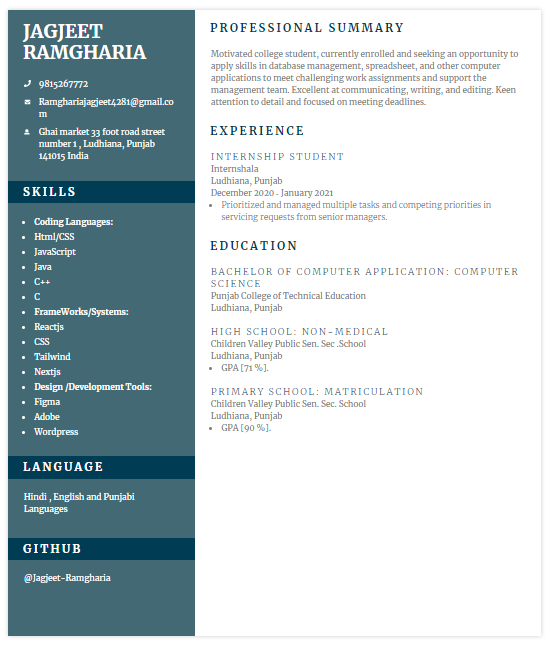 JAGJEET
RAMGHARIA
9815267772
Ramghariajagjeet4281@gmail.co
m
Ghai market 33 foot road street
number 1 , Ludhiana, Punjab
141015 India
SKILLS
Coding Languages:
Html/CSS
JavaScript
Java
C++
C
FrameWorks/Systems:
Reactjs
CSS
Tailwind
Nextjs
Design /Development Tools:
Figma
Adobe
Wordpress
LANGUAGE
Hindi , English and Punjabi
Languages
GITHUB
@Jagjeet-Ramgharia
PROFESSIONAL SUMMARY
Motivated college student, currently enrolled and seeking an opportunity to
apply skills in database management, spreadsheet, and other computer
applications to meet challenging work assignments and support the
management team. Excellent at communicating, writing, and editing. Keen
attention to detail and focused on meeting deadlines.
EXPERIENCE
INTERNSHIP STUDENT
Internshala
Ludhiana, Punjab
December 2020 - January 2021
Prioritized and managed multiple tasks and competing priorities in
servicing requests from senior managers.
EDUCATION
BACHELOR OF COMPUTER APPLICATION: COMPUTER
SCIENCE
Punjab College of Technical Education
Ludhiana, Punjab
HIGH SCHOOL: NON-MEDICAL
Children Valley Public Sen. Sec .School
Ludhiana, Punjab
GPA [71 %].
PRIMARY SCHOOL: MATRICULATION
Children Valley Public Sen. Sec. School
Ludhiana, Punjab
GPA [90 %].